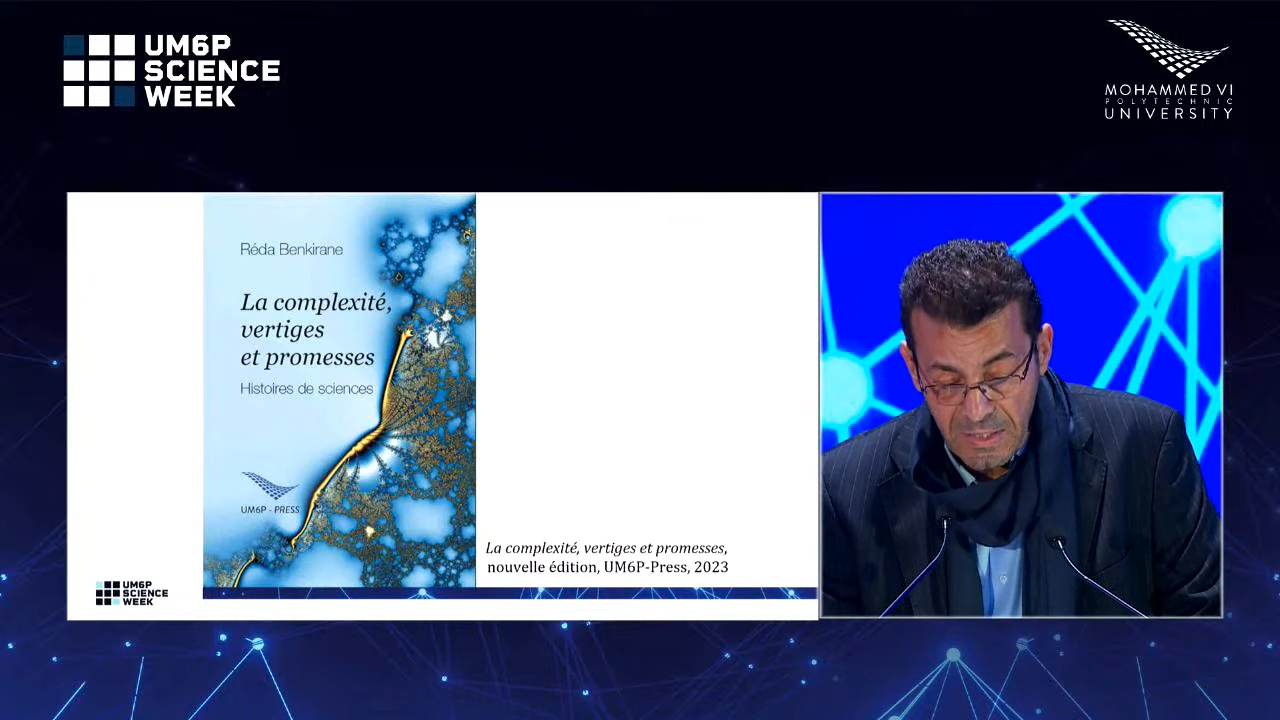 UM6P
SCIENCE
WEEK
MOHAMMED VI
POLYTECHNIC
UNIVERSITY
Réda Benkirane
La complexité,
vertiges
et promesses
Histoires de sciences
UM6P - PRESS
La complexité, vertiges et promesses,
nouvelle édition, UM6P-Press, 2023
UM6P
SCIENCE
WEEK